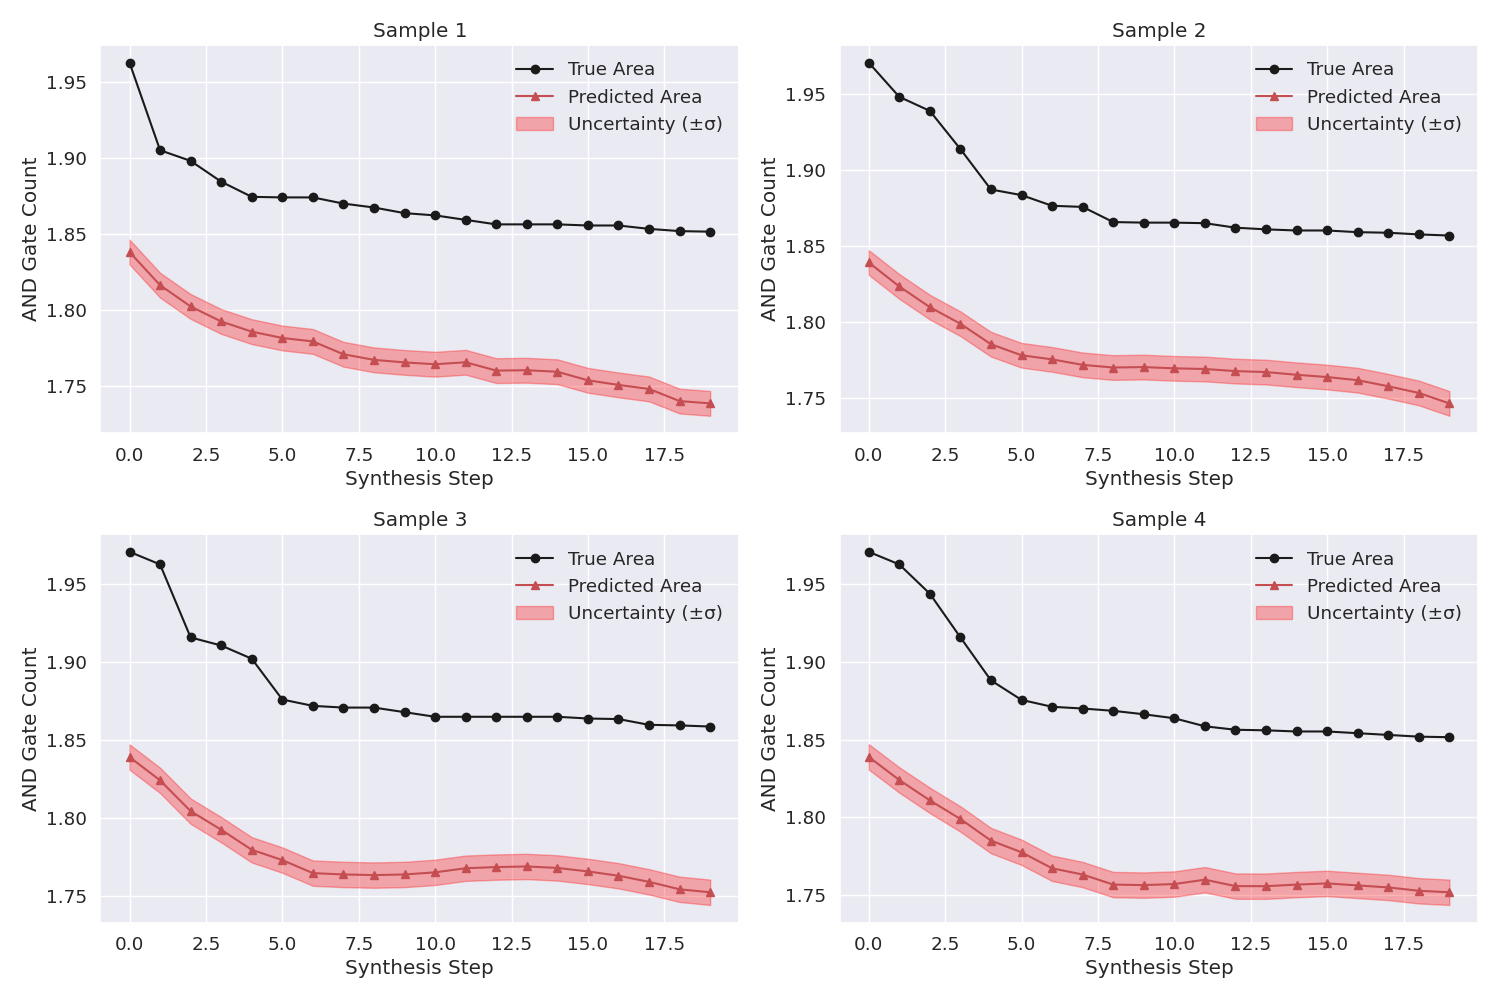 Sample 1
AND Gate Count
1.95
1.90
1.85
1.80
1.75
True Area
Predicted Area
Uncertainty (±σ)
0.0 2.5 5.0 7.5 10.0 12.5 15.0 17.5
Synthesis Step
Sample 2
AND Gate Count
1.95
1.90
1.85
1.80
1.75
True Area
Predicted Area
Uncertainty (±σ)
0.0 2.5 5.0 7.5 10.0 12.5 15.0 17.5
Synthesis Step
Sample 3
AND Gate Count
1.95
1.90
1.85
1.80
1.75
True Area
Predicted Area
Uncertainty (±σ)
0.0 2.5 5.0 7.5 10.0 12.5 15.0 17.5
Synthesis Step
Sample 4
AND Gate Count
1.95
1.90
1.85
1.80
1.75
True Area
Predicted Area
Uncertainty (±σ)
0.0 2.5 5.0 7.5 10.0 12.5 15.0 17.5
Synthesis Step